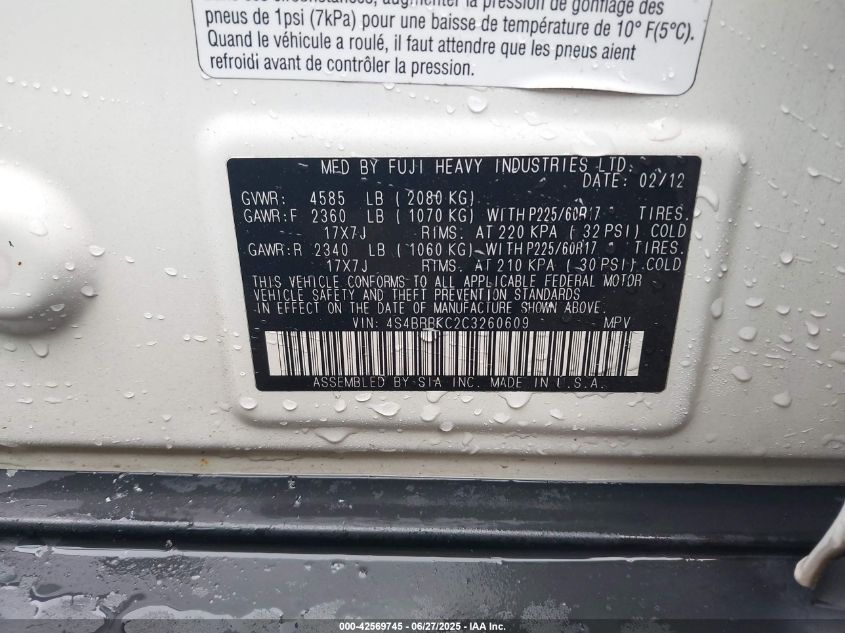 pneus de 1psi (7kPa) pour une baisse de température de 10° F(5°C).
Quand le véhicule a roulé, il faut attendre que les pneus aient
refroidi avant de contrôler la pression.
MFD BY FUJI HEAVY INDUSTRIES LTD.
DATE: 02/12
GVWR: 4585 LB (2080 KG)
GAWR:F 2360 LB (1070 KG) WITH P225/60R17 TIRES.
17X7J RIMS. AT 220 KPA (32 PSI) COLD
GAWR:R 2340 LB (1060 KG) WITH P225/60R17 TIRES.
17X7J RIMS. AT 210 KPA (30 PSI) COLD
THIS VEHICLE CONFORMS TO ALL APPLICABLE FEDERAL MOTOR
VEHICLE SAFETY AND THEFT PREVENTION STANDARDS
IN EFFECT ON THE DATE OF MANUFACTURE SHOWN ABOVE.
VIN: 4S4BRBKC2C3260609 MPV
ASSEMBLED BY SIA INC. MADE IN U.S.A.
000-42569745 - 06/27/2025 - IAA Inc.